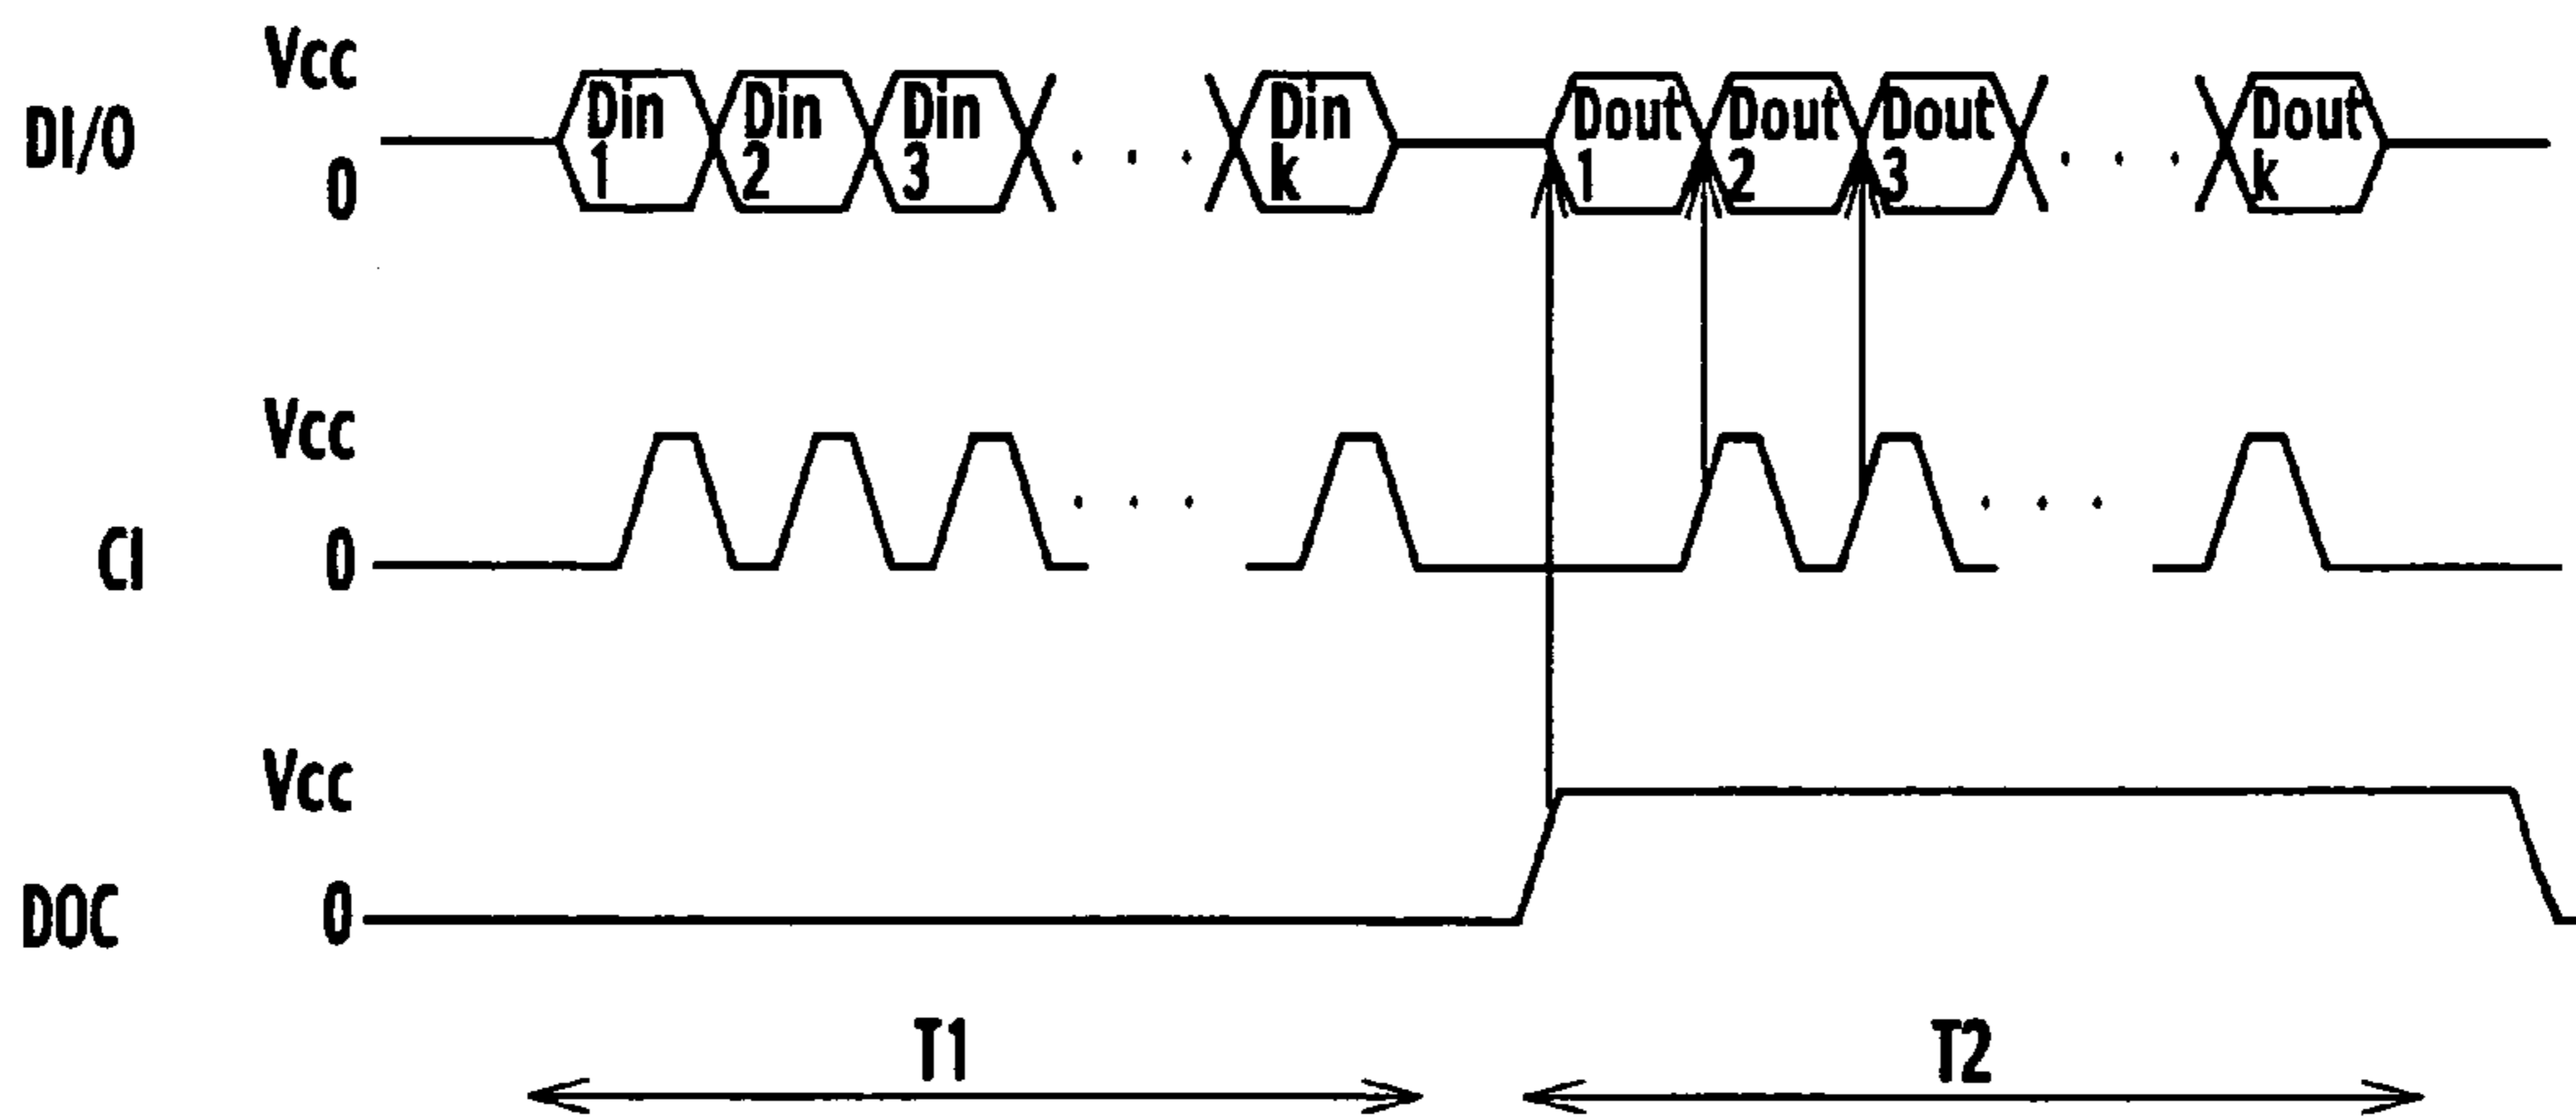 Vcc
DI/O
0
Din
1
Din
2
Din
3
. . .
Din
k
Dout
1
Dout
2
Dout
3
. . .
Dout
k
Vcc
CI
0
. . .
. . .
Vcc
DOC
0
T1
T2